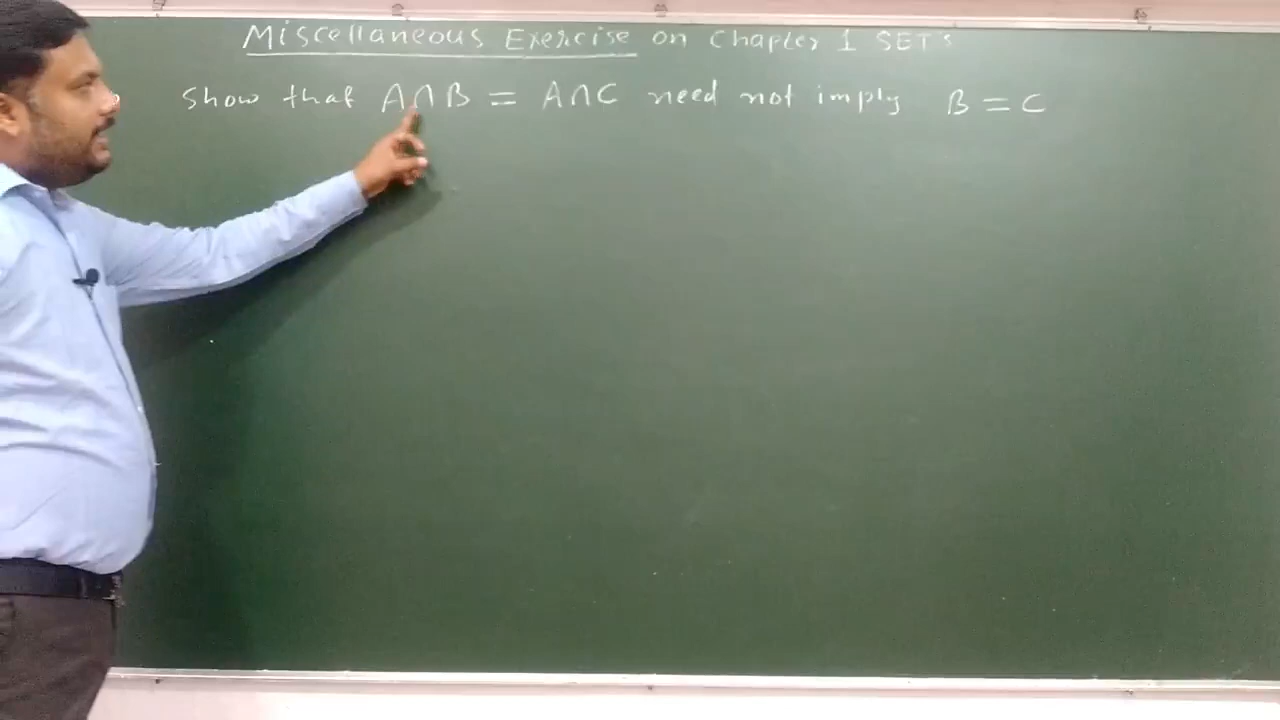 Miscellaneous Exercise on Chapter 1 SETs
Show that A∩B = A∩C need not imply B = C